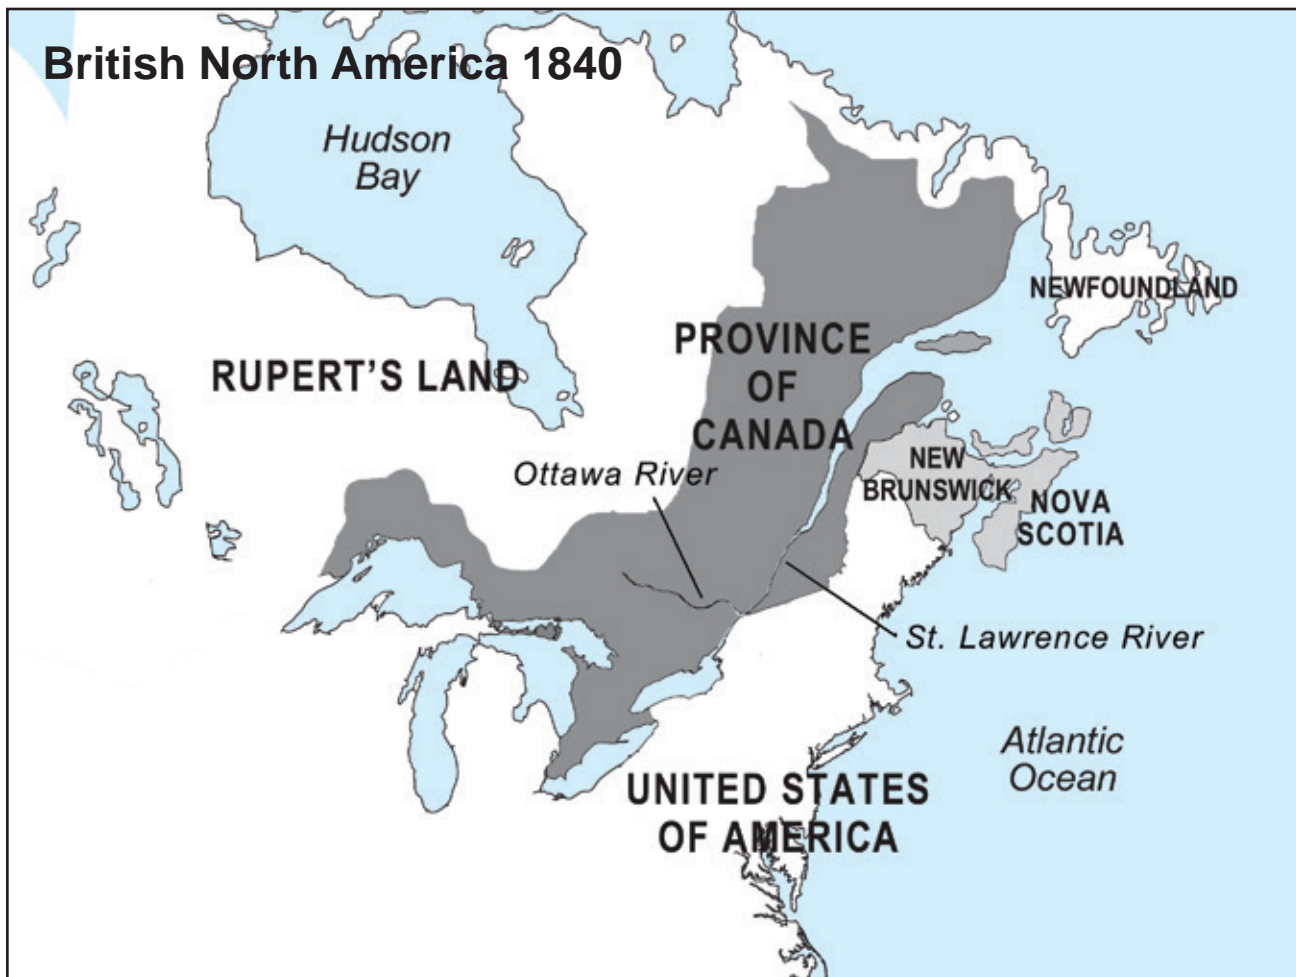 British North America 1840
Hudson
Bay
NEWFOUNDLAND
PROVINCE
OF
CANADA
RUPERT'S LAND
Ottawa River
NEW
BRUNSWICK
NOVA
SCOTIA
St. Lawrence River
Atlantic
Ocean
UNITED STATES
OF AMERICA